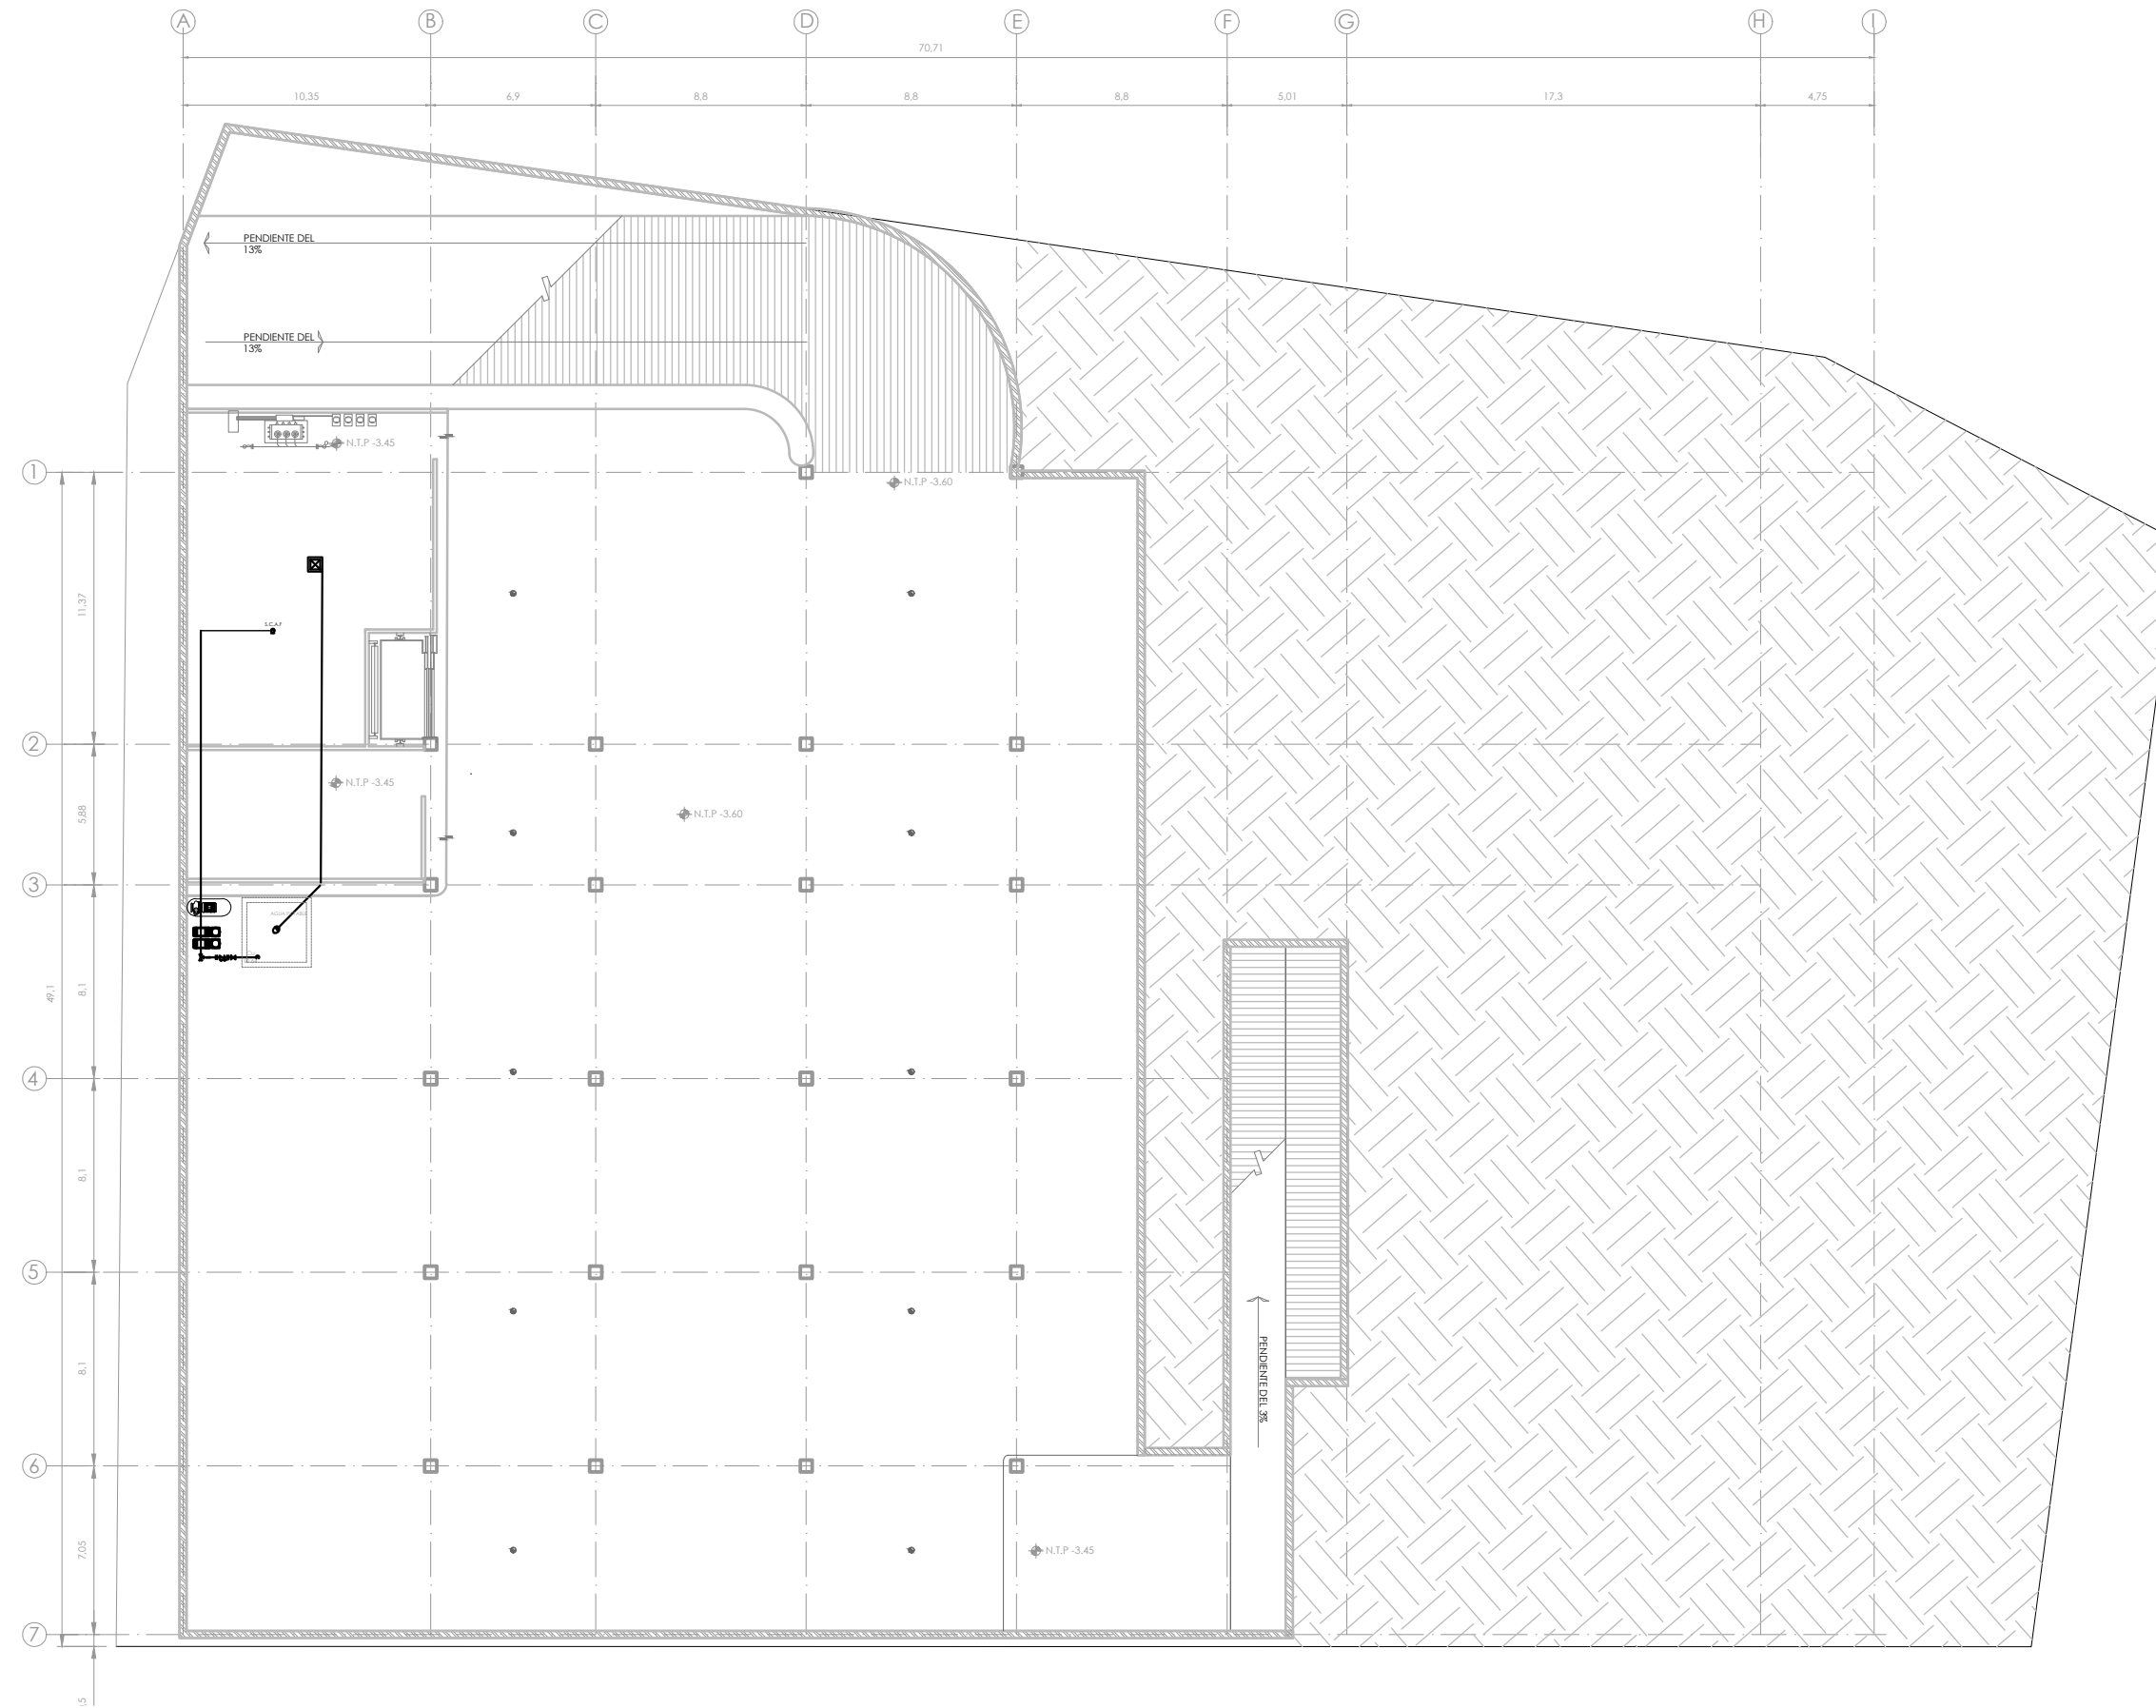 A
B
C
D
E
F
G
H
I
70,71
10,35
6,9
8,8
8,8
8,8
5,01
17,3
4,75
PENDIENTE DEL
13%
PENDIENTE DEL
13%
N.T.P -3.45
1
N.T.P -3.60
11,37
S.C.A.F
2
N.T.P -3.45
5,88
N.T.P -3.60
3
49,1
8,1
4
8,1
5
8,1
PENDIENTE DEL 3%
6
7,05
N.T.P -3.45
7